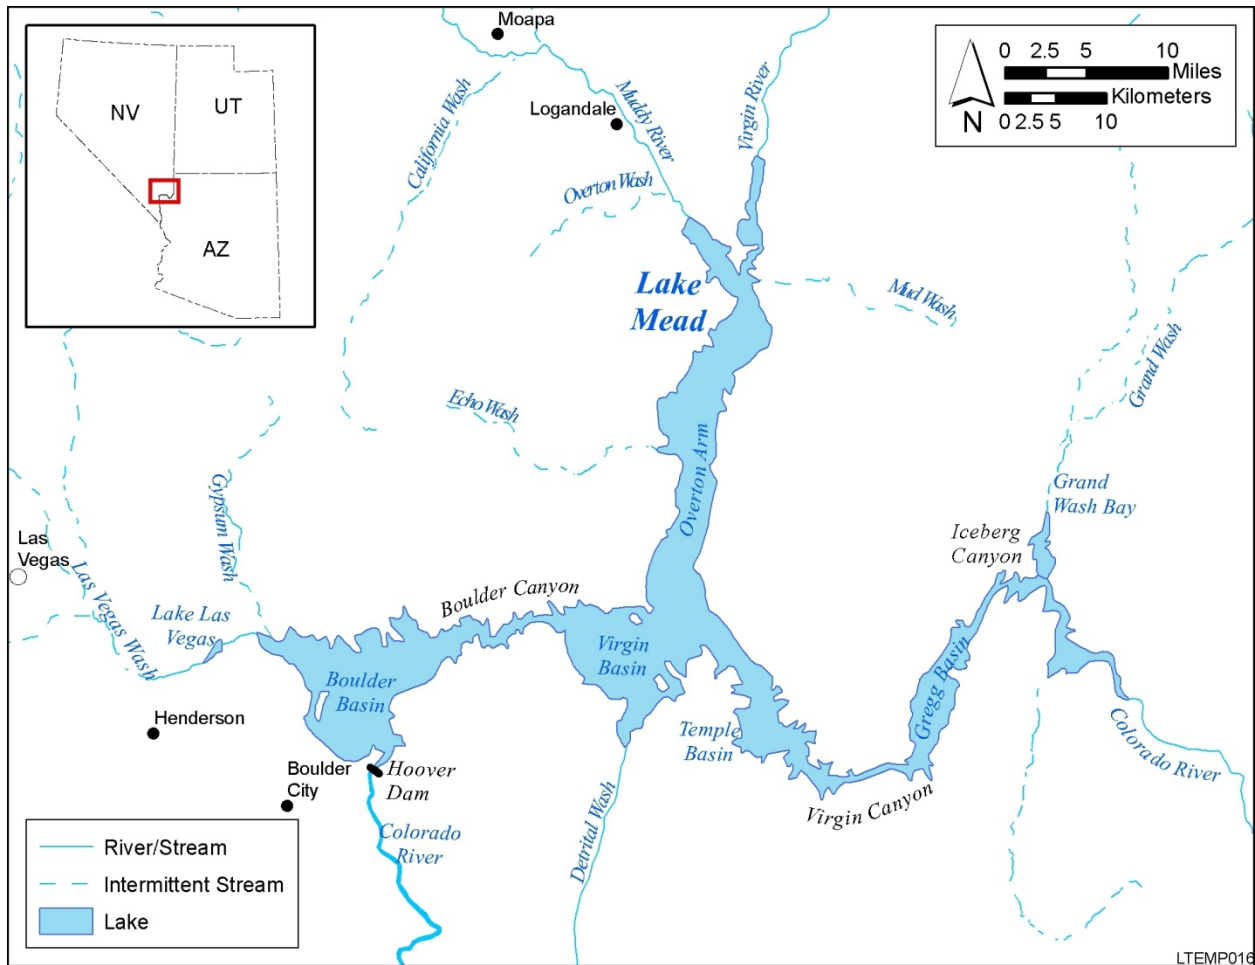 Moapa
Logandale
California Wash
Muddy River
Virgin River
Overton Wash
NV
UT
AZ
0 2.5 5 10
Miles
Kilometers
0 2.5 5 10
N
Lake
Mead
Mud Wash
Grand Wash
Echo Wash
Overton Arm
Grand
Wash Bay
Iceberg
Canyon
Gypsum Wash
Las
Vegas
Las Vegas Wash
Lake Las
Vegas
Boulder Canyon
Boulder
Basin
Virgin
Basin
Gregg Basin
Temple
Basin
Virgin Canyon
Colorado River
Henderson
Boulder
City
Hoover
Dam
Colorado
River
Detrital Wash
River/Stream
Intermittent Stream
Lake
LTEMP016